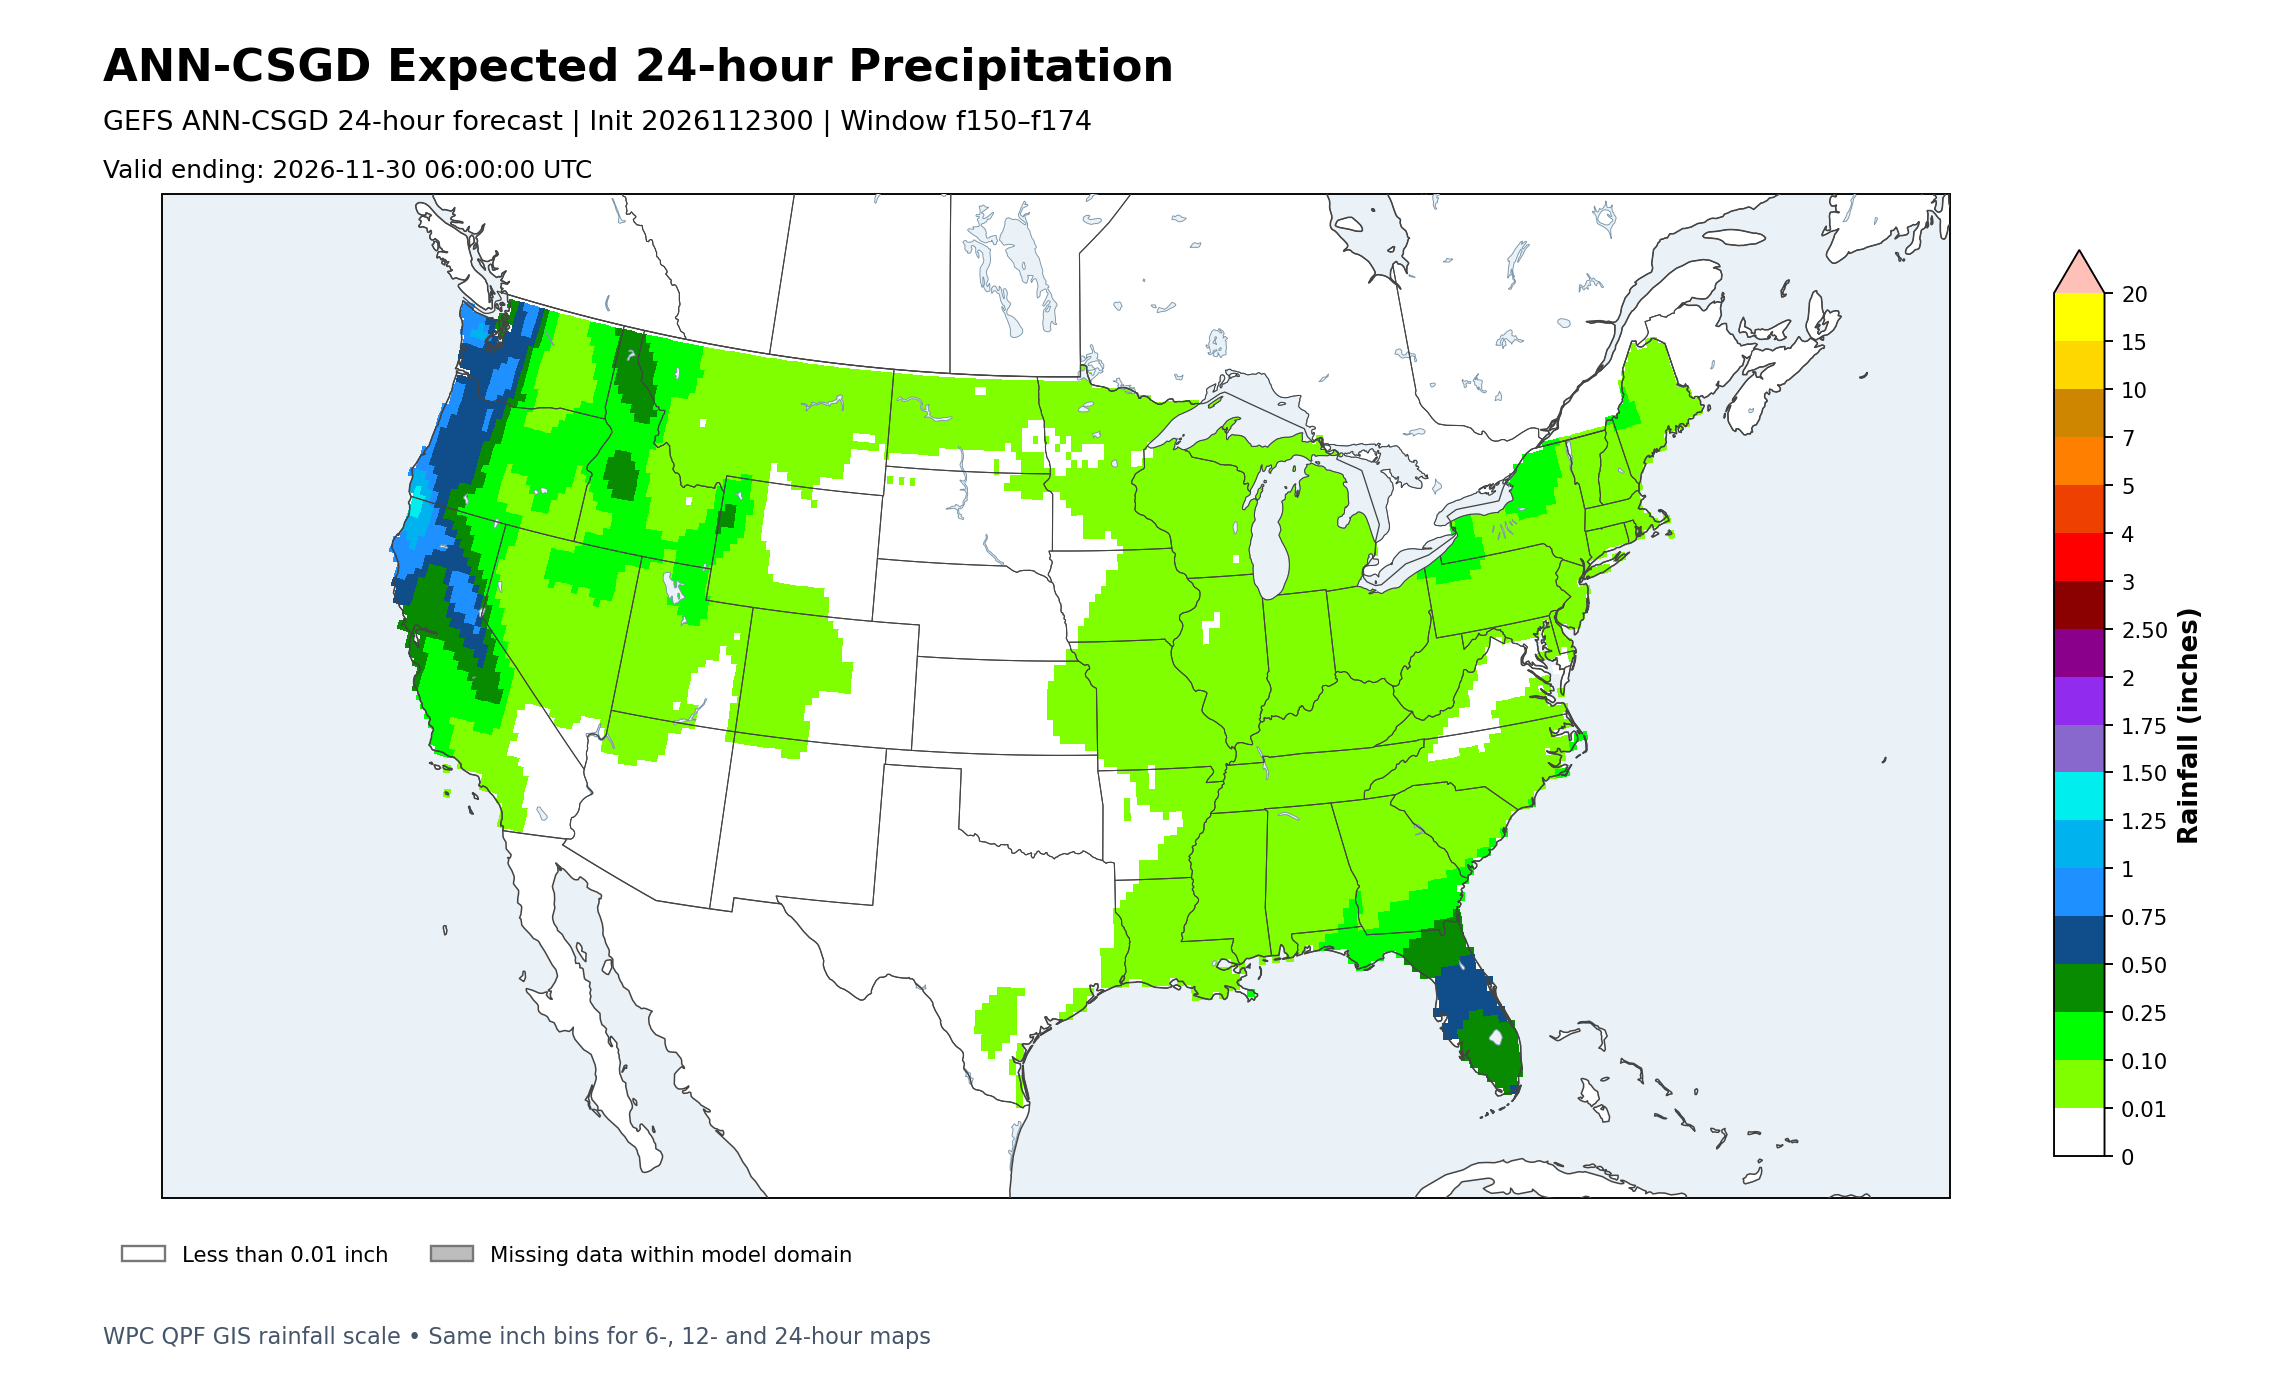 ANN-CSGD Expected 24-hour Precipitation
GEFS ANN-CSGD 24-hour forecast | Init 2026112300 | Window f150–f174
Valid ending: 2026-11-30 06:00:00 UTC
20
15
10
7
5
4
3
2.50
2
1.75
1.50
1.25
1
0.75
0.50
0.25
0.10
0.01
0
Rainfall (inches)
Less than 0.01 inch
Missing data within model domain
WPC QPF GIS rainfall scale • Same inch bins for 6-, 12- and 24-hour maps